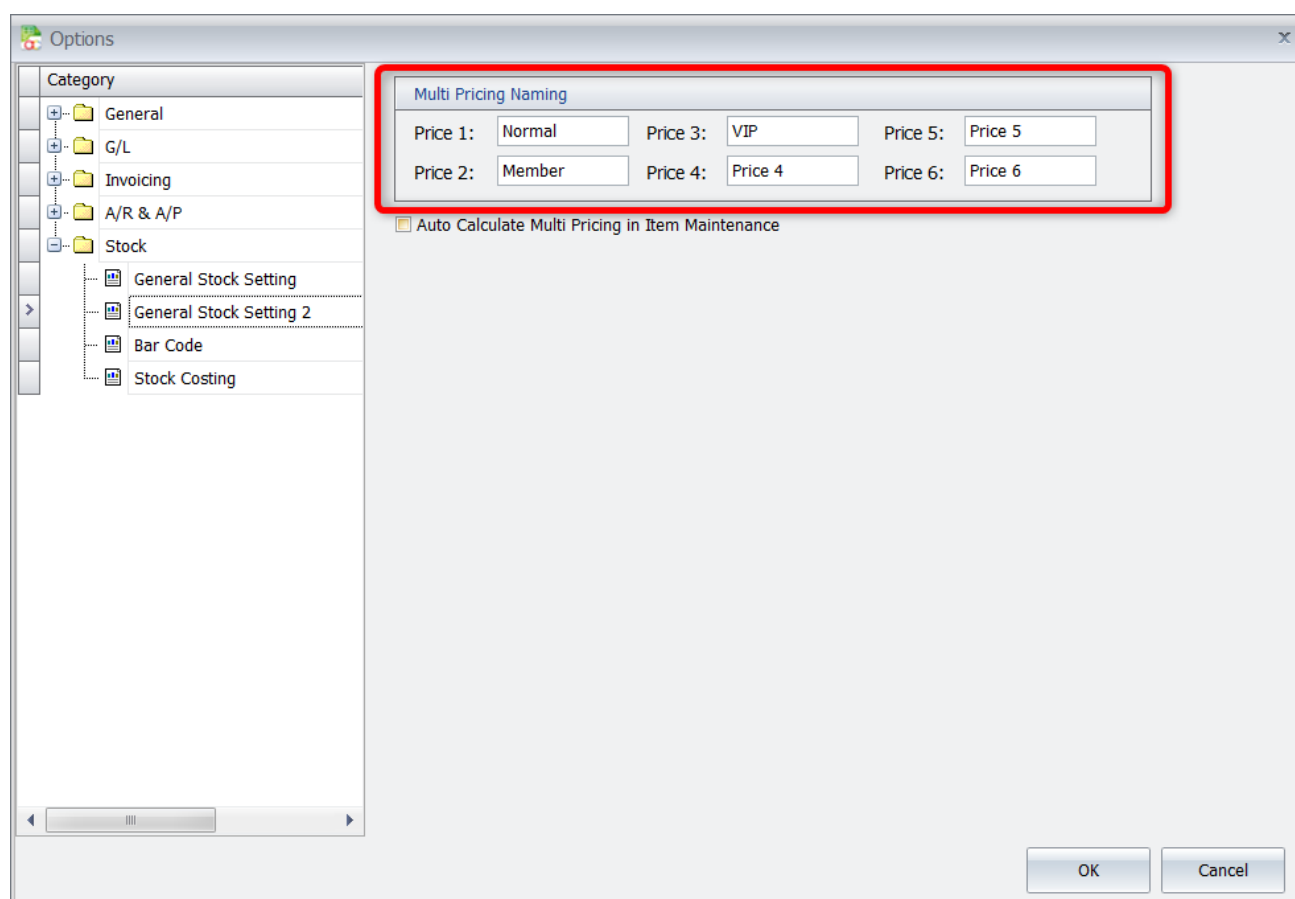 Options
Category
General
G/L
Invoicing
A/R & A/P
Stock
General Stock Setting
General Stock Setting 2
Bar Code
Stock Costing
Multi Pricing Naming
Price 1: Normal Price 3: VIP Price 5: Price 5
Price 2: Member Price 4: Price 4 Price 6: Price 6
Auto Calculate Multi Pricing in Item Maintenance
OK Cancel